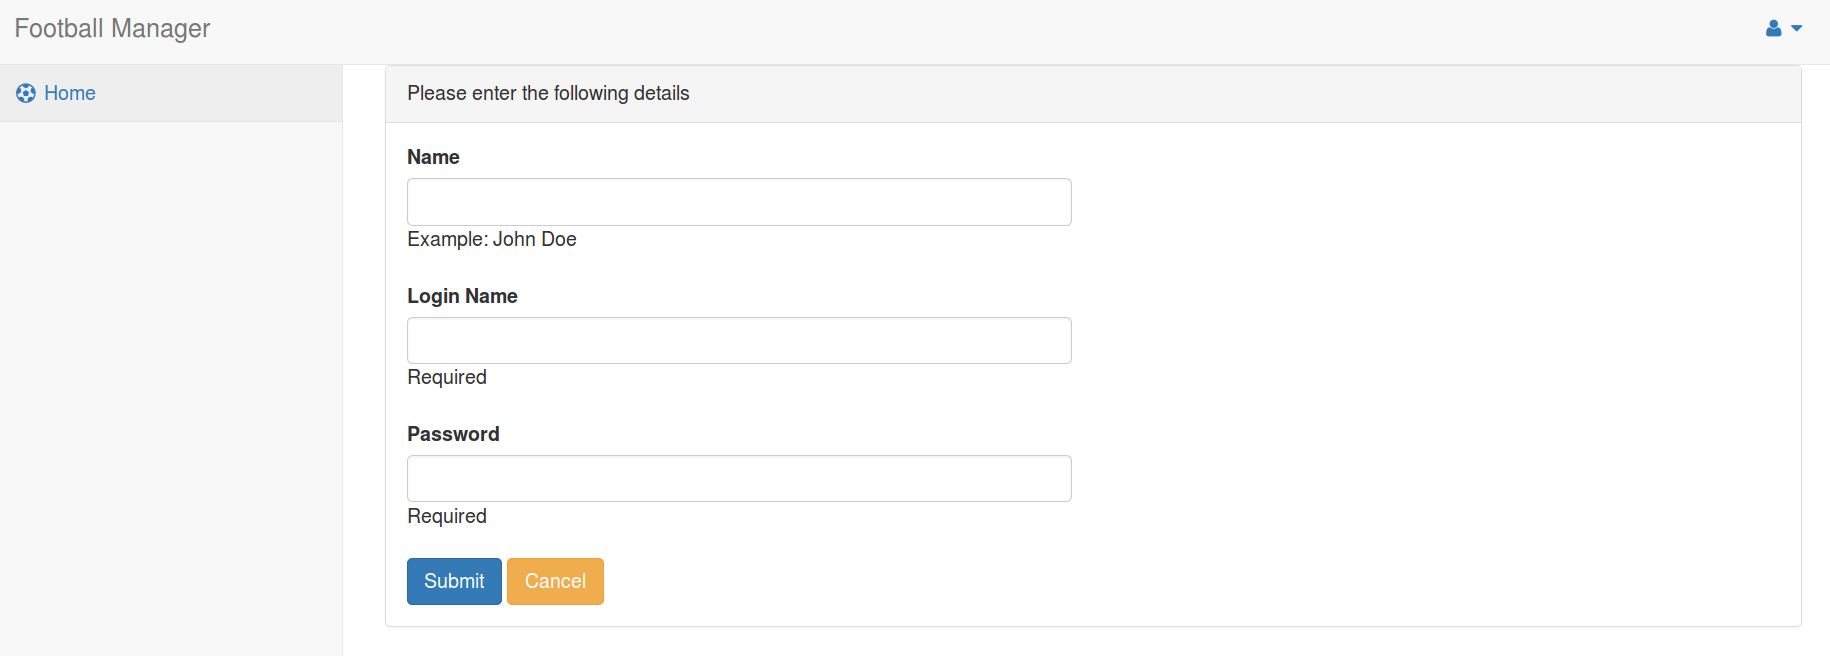 Football Manager
Home
Please enter the following details
Name
Example: John Doe
Login Name
Required
Password
Required
Submit Cancel